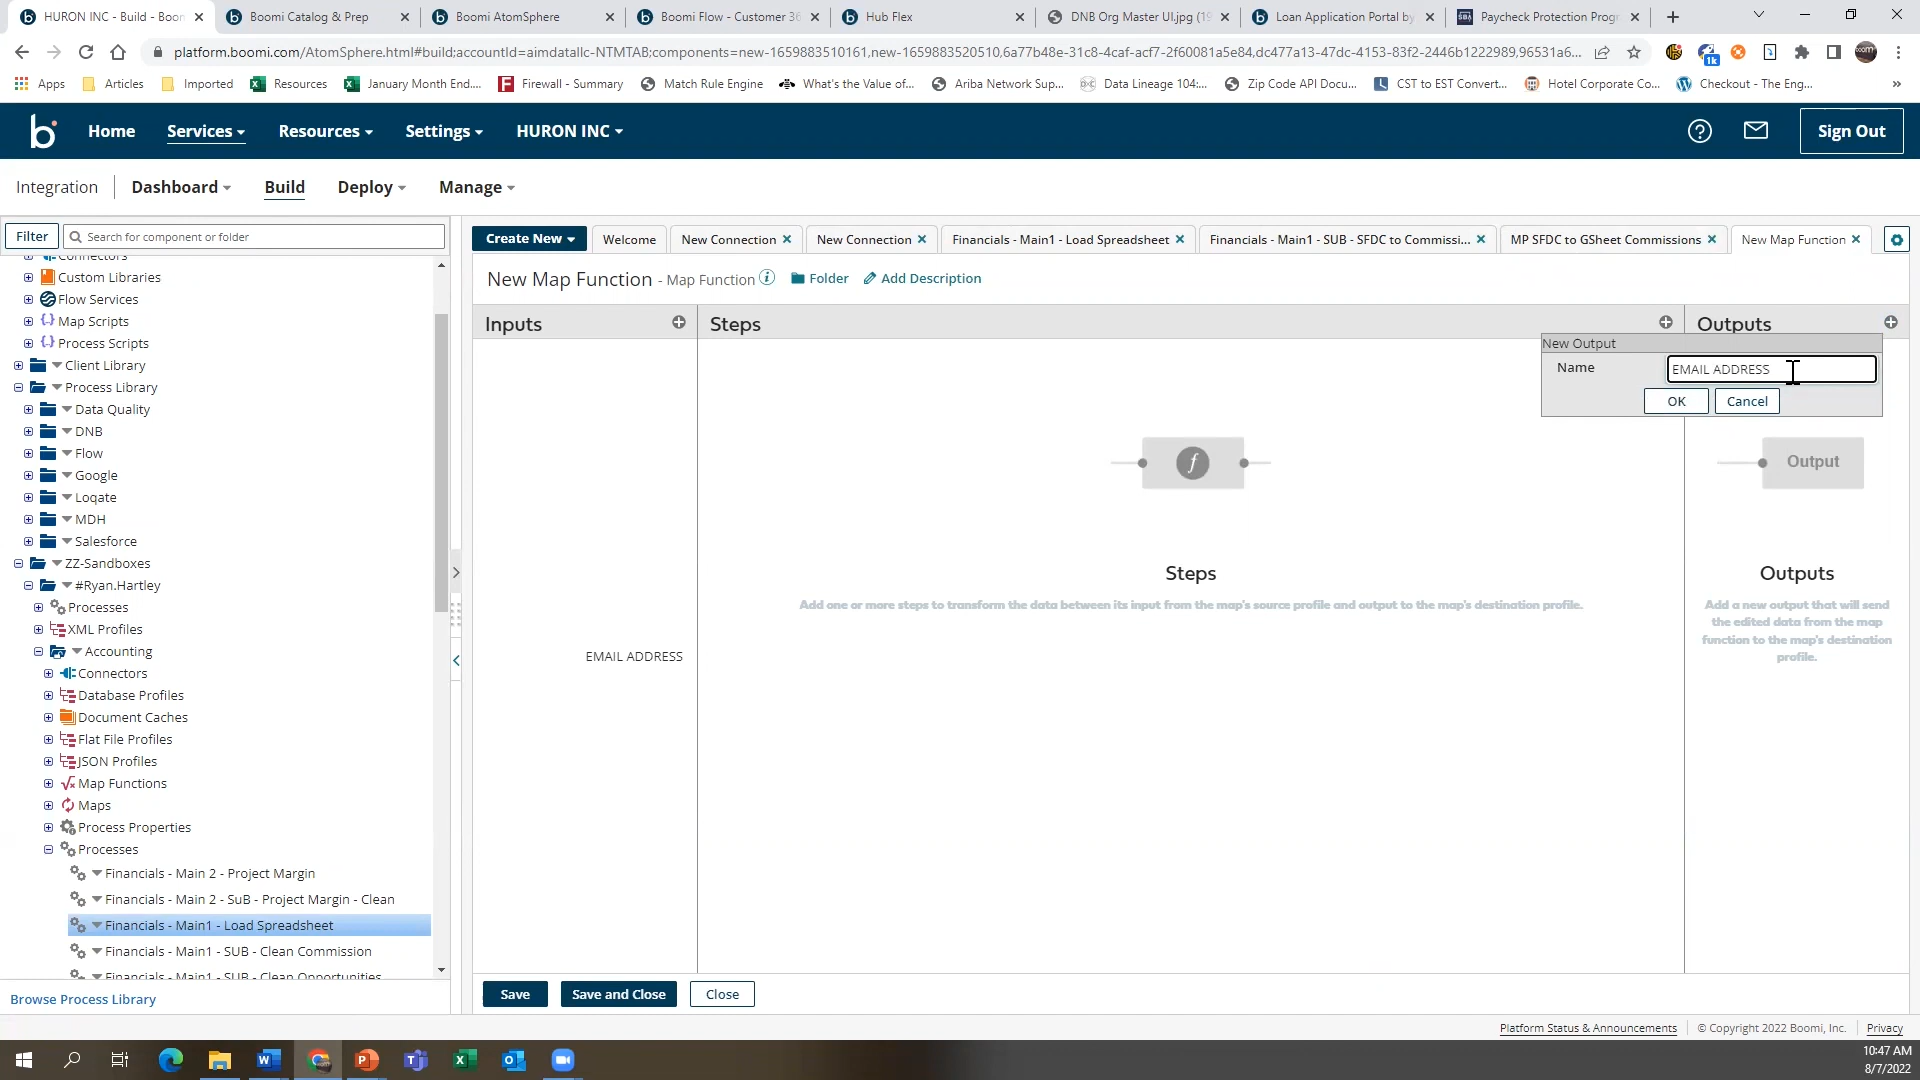 HURON INC - Build - Boom
Boomi Catalog & Prep
Boomi AtomSphere
Boomi Flow - Customer 36
Hub Flex
DNB Org Master UI.jpg (19
Loan Application Portal by
Paycheck Protection Prog
platform.boomi.com/AtomSphere.html#build;accountId=aimdatallc-NTMTAB;components=new-1659883510161,new-1659883520510,6a77b48e-31c8-4caf-acf7-2f60081a5e84,dc477a13-47dc-4153-83f2-2446b1222989,96531a6...
1k
Apps
Articles
Imported
Resources
January Month End....
Firewall - Summary
Match Rule Engine
What's the Value of...
Ariba Network Sup...
Data Lineage 104:...
Zip Code API Docu...
CST to EST Convert...
Hotel Corporate Co...
Checkout - The Eng...
Home
Services
Resources
Settings
HURON INC
Sign Out
Integration
Dashboard
Build
Deploy
Manage
Filter
Search for component or folder
Create New
Welcome
New Connection
New Connection
Financials - Main1 - Load Spreadsheet
Financials - Main1 - SUB - SFDC to Commissi...
MP SFDC to GSheet Commissions
New Map Function
Connectors
Custom Libraries
Flow Services
Map Scripts
Process Scripts
Client Library
Process Library
Data Quality
DNB
Flow
Google
Loqate
MDH
Salesforce
ZZ-Sandboxes
#Ryan.Hartley
Processes
XML Profiles
Accounting
Connectors
Database Profiles
Document Caches
Flat File Profiles
JSON Profiles
Map Functions
Maps
Process Properties
Processes
Financials - Main 2 - Project Margin
Financials - Main 2 - SuB - Project Margin - Clean
Financials - Main1 - Load Spreadsheet
Financials - Main1 - SUB - Clean Commission
Financials - Main1 - SUB - Clean Opportunities
Browse Process Library
New Map Function - Map Function
Folder
Add Description
Inputs
Steps
Outputs
New Output
Name
EMAIL ADDRESS
OK
Cancel
Output
Steps
Add one or more steps to transform the data between its input from the map's source profile and output to the map's destination profile.
Outputs
Add a new output that will send
the edited data from the map
function to the map's destination
profile.
EMAIL ADDRESS
Save
Save and Close
Close
Platform Status & Announcements
© Copyright 2022 Boomi, Inc.
Privacy
10:47 AM
8/7/2022